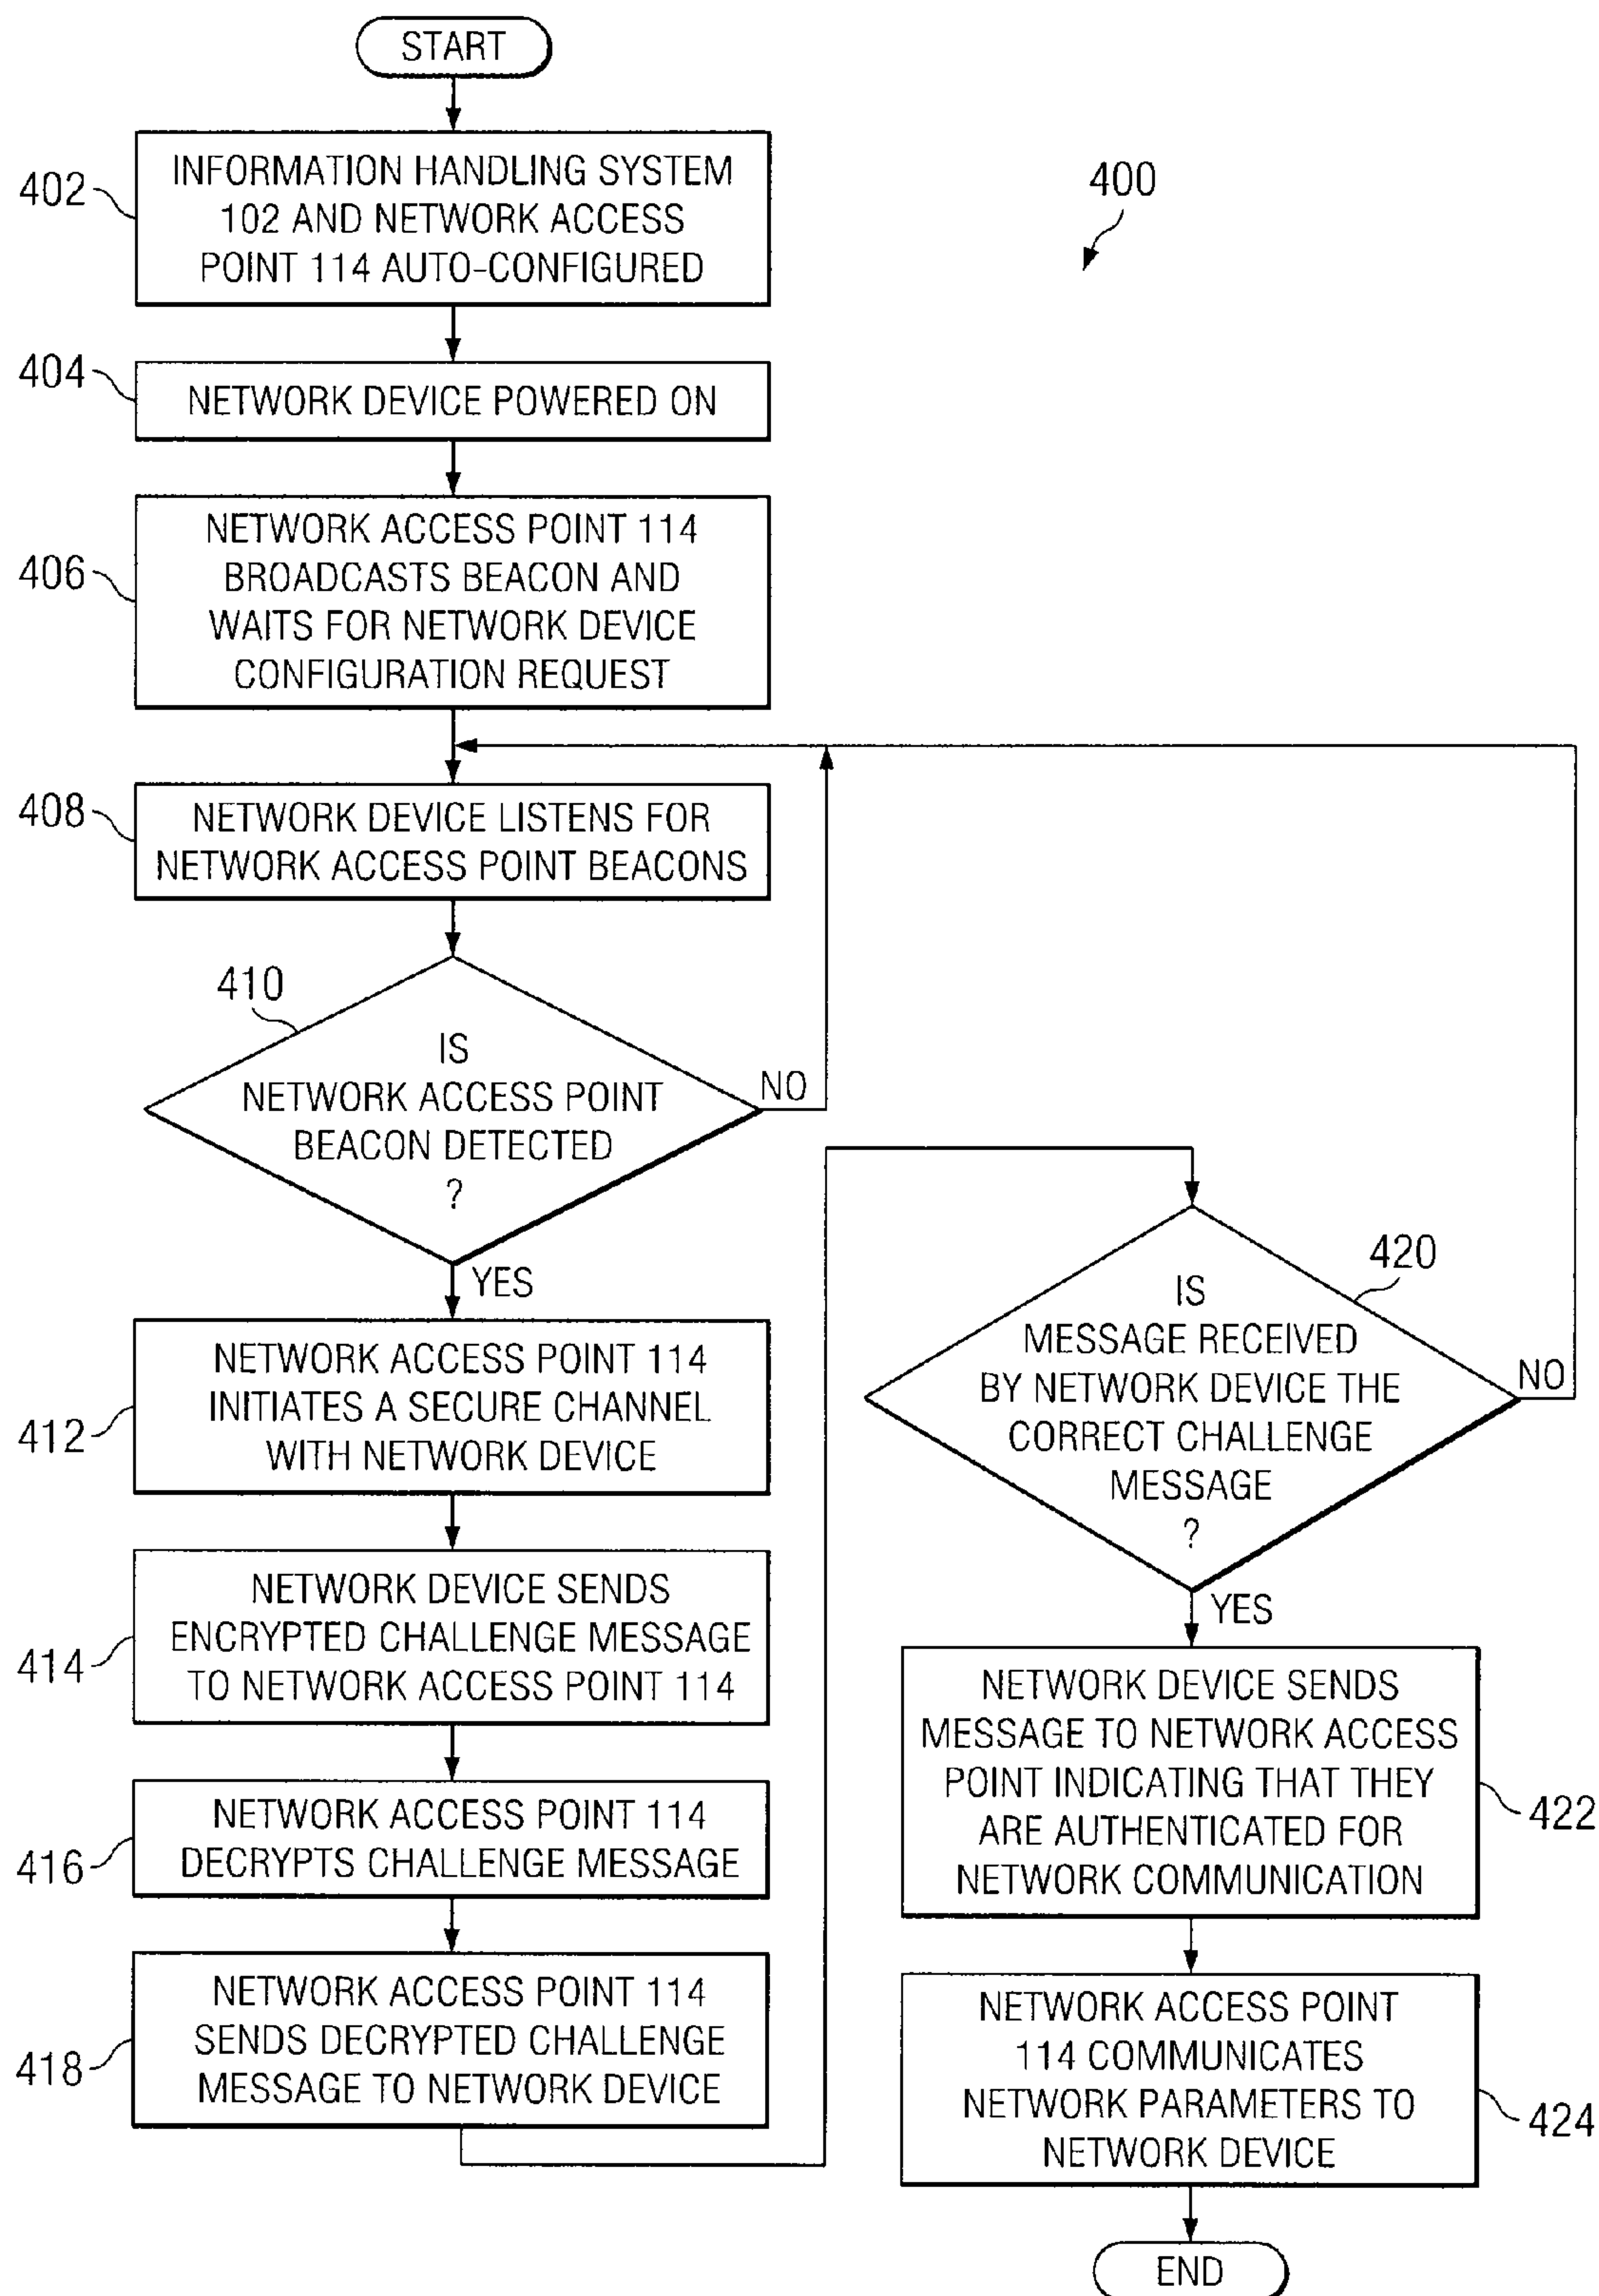 START
402
INFORMATION HANDLING SYSTEM
102 AND NETWORK ACCESS
POINT 114 AUTO-CONFIGURED
400
404
NETWORK DEVICE POWERED ON
406
NETWORK ACCESS POINT 114
BROADCASTS BEACON AND
WAITS FOR NETWORK DEVICE
CONFIGURATION REQUEST
408
NETWORK DEVICE LISTENS FOR
NETWORK ACCESS POINT BEACONS
410
IS
NETWORK ACCESS POINT
BEACON DETECTED
?
NO
YES
412
NETWORK ACCESS POINT 114
INITIATES A SECURE CHANNEL
WITH NETWORK DEVICE
414
NETWORK DEVICE SENDS
ENCRYPTED CHALLENGE MESSAGE
TO NETWORK ACCESS POINT 114
416
NETWORK ACCESS POINT 114
DECRYPTS CHALLENGE MESSAGE
418
NETWORK ACCESS POINT 114
SENDS DECRYPTED CHALLENGE
MESSAGE TO NETWORK DEVICE
420
IS
MESSAGE RECEIVED
BY NETWORK DEVICE THE
CORRECT CHALLENGE
MESSAGE
?
NO
YES
NETWORK DEVICE SENDS
MESSAGE TO NETWORK ACCESS
POINT INDICATING THAT THEY
ARE AUTHENTICATED FOR
NETWORK COMMUNICATION
422
NETWORK ACCESS POINT
114 COMMUNICATES
NETWORK PARAMETERS TO
NETWORK DEVICE
424
END